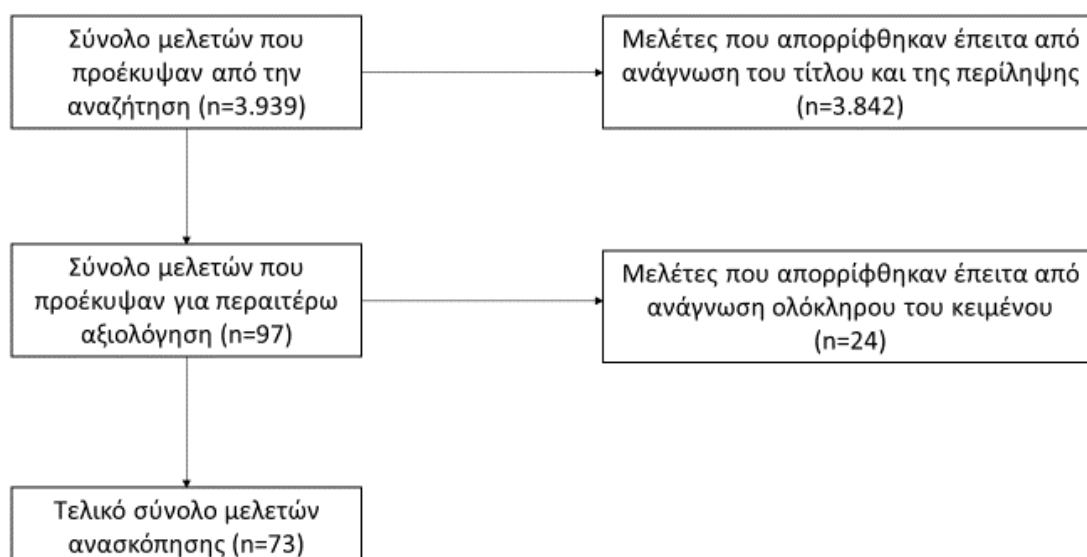 Σύνολο μελετών που
προέκυψαν από την
αναζήτηση (n=3.939)
Μελέτες που απορρίφθηκαν έπειτα από
ανάγνωση του τίτλου και της περίληψης
(n=3.842)
Σύνολο μελετών που
προέκυψαν για περαιτέρω
αξιολόγηση (n=97)
Μελέτες που απορρίφθηκαν έπειτα από
ανάγνωση ολόκληρου του κειμένου
(n=24)
Τελικό σύνολο μελετών
ανασκόπησης (n=73)